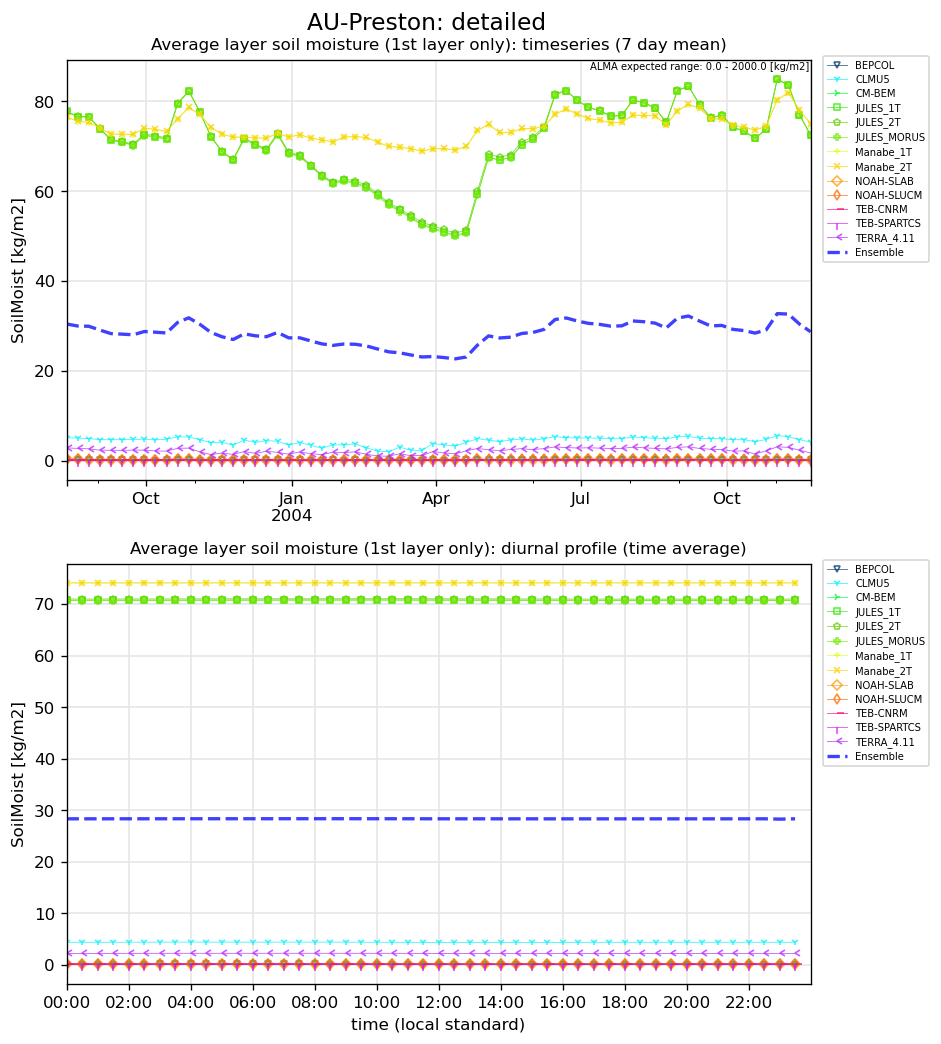 AU-Preston: detailed
Average layer soil moisture (1st layer only): timeseries (7 day mean)
ALMA expected range: 0.0 - 2000.0 [kg/m2]
SoilMoist [kg/m2]
80
60
40
20
0
Oct
Jan
2004
Apr
Jul
Oct
BEPCOL
CLMU5
CM-BEM
JULES_1T
JULES_2T
JULES_MORUS
Manabe_1T
Manabe_2T
NOAH-SLAB
NOAH-SLUCM
TEB-CNRM
TEB-SPARTCS
TERRA_4.11
Ensemble
Average layer soil moisture (1st layer only): diurnal profile (time average)
SoilMoist [kg/m2]
70
60
50
40
30
20
10
0
00:00 02:00 04:00 06:00 08:00 10:00 12:00 14:00 16:00 18:00 20:00 22:00
time (local standard)
BEPCOL
CLMU5
CM-BEM
JULES_1T
JULES_2T
JULES_MORUS
Manabe_1T
Manabe_2T
NOAH-SLAB
NOAH-SLUCM
TEB-CNRM
TEB-SPARTCS
TERRA_4.11
Ensemble